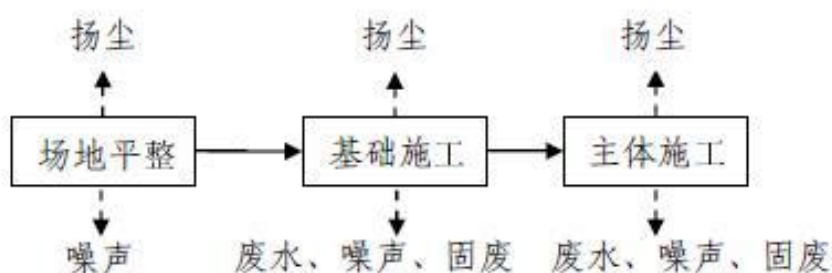 扬尘 扬尘 扬尘
场地平整 基础施工 主体施工
噪声 废水、噪声、固废 废水、噪声、固废